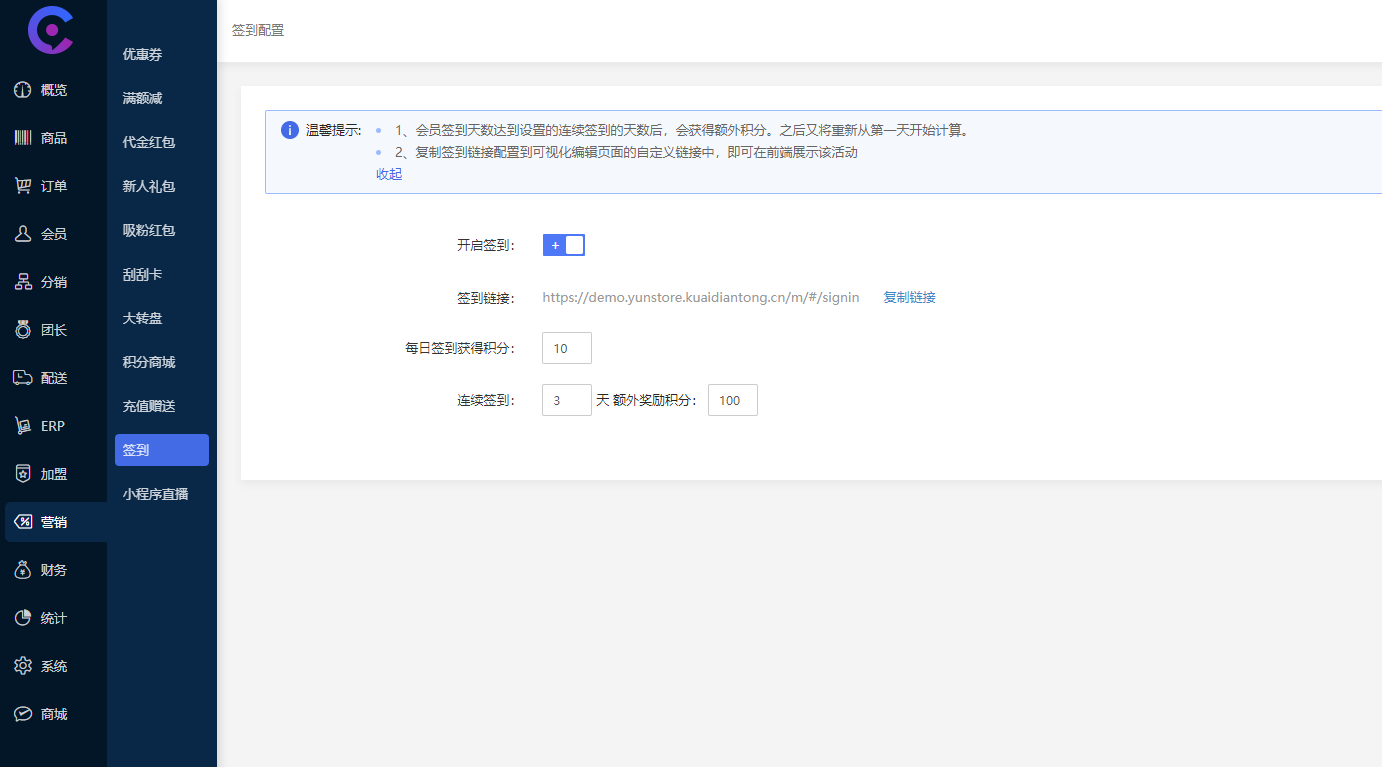 概览
商品
订单
会员
分销
团长
配送
ERP
加盟
营销
财务
统计
系统
商城
优惠券
满额减
代金红包
新人礼包
吸粉红包
刮刮卡
大转盘
积分商城
充值赠送
签到
小程序直播
签到配置
温馨提示: 1、会员签到天数达到设置的连续签到的天数后，会获得额外积分。之后又将重新从第一天开始计算。
2、复制签到链接配置到可视化编辑页面的自定义链接中，即可在前端展示该活动
收起
开启签到: +
签到链接: https://demo.yunstore.kuaidiantong.cn/m/#/signin 复制链接
每日签到获得积分: 10
连续签到: 3 天 额外奖励积分: 100